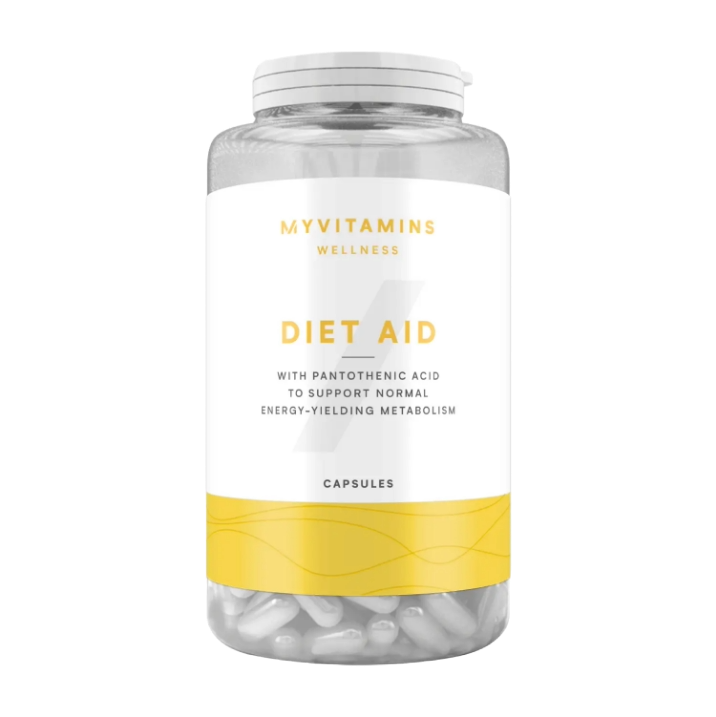 MYVITAMINS
WELLNESS
DIET AID
WITH PANTOTHENIC ACID
TO SUPPORT NORMAL
ENERGY-YIELDING METABOLISM
CAPSULES